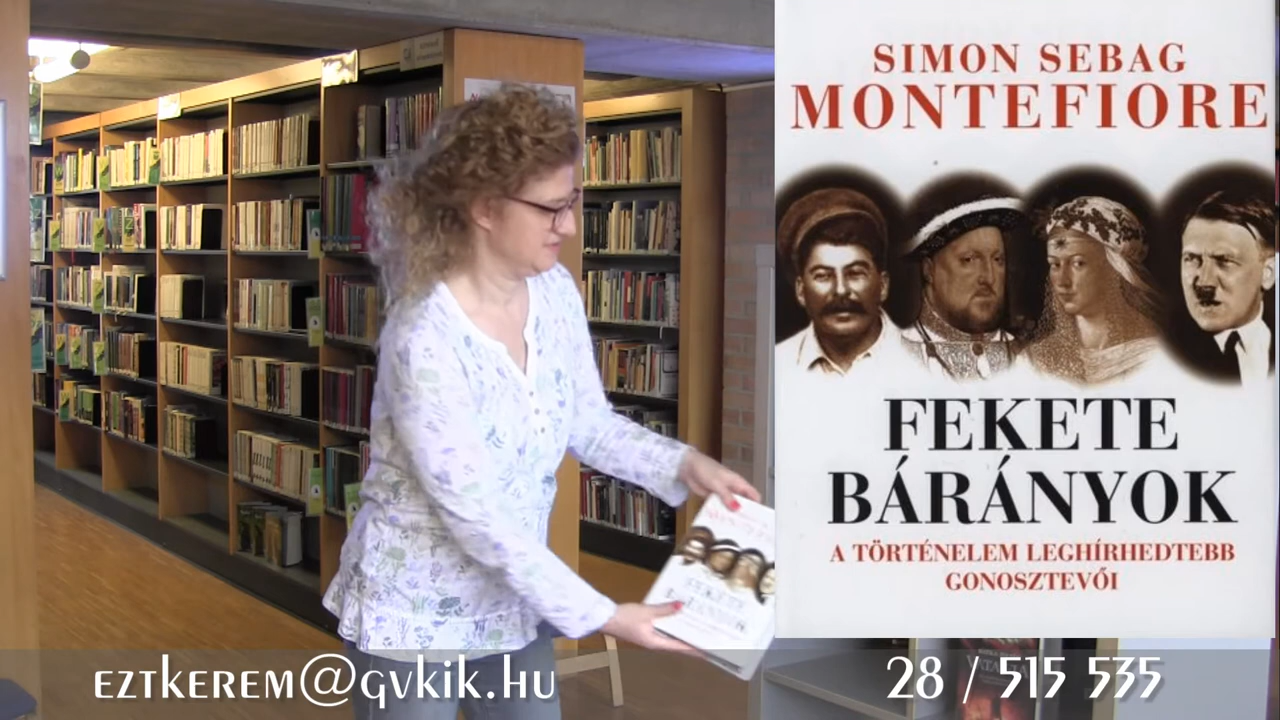 SIMON SEBAG
MONTEFIORE
FEKETE
BÁRÁNYOK
A TÖRTÉNELEM LEGHÍRHEDTEBB
GONOSZTEVŐI
eztkerem@gvkik.hu
28 / 515 535